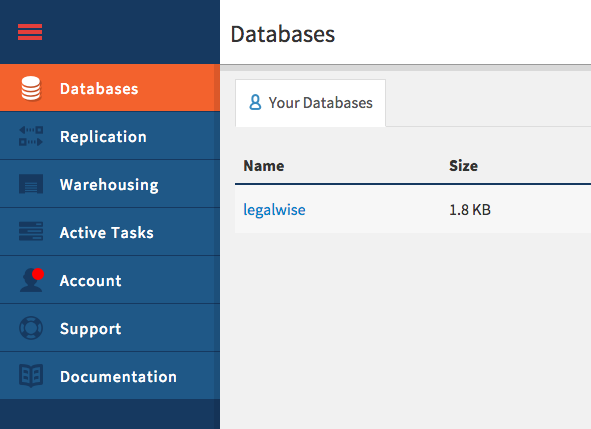 Databases
Replication
Warehousing
Active Tasks
Account
Support
Documentation
Databases
Your Databases
Name Size
legalwise 1.8 KB